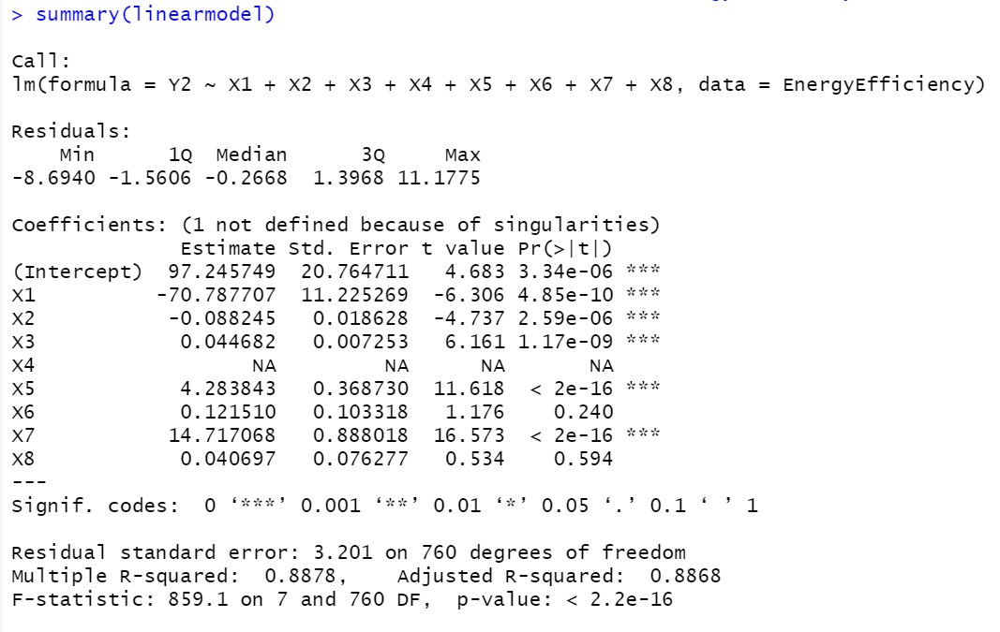 > summary(linearmodel)
Call:
lm(formula = Y2 ~ X1 + X2 + X3 + X4 + X5 + X6 + X7 + X8, data = EnergyEfficiency)
Residuals:
    Min      1Q  Median      3Q     Max
-8.6940 -1.5606 -0.2668  1.3968 11.1775
Coefficients: (1 not defined because of singularities)
              Estimate Std. Error t value Pr(>|t|)
(Intercept)  97.245749  20.764711   4.683 3.34e-06 ***
X1          -70.787707  11.225269  -6.306 4.85e-10 ***
X2           -0.088245   0.018628  -4.737 2.59e-06 ***
X3            0.044682   0.007253   6.161 1.17e-09 ***
X4                  NA         NA      NA       NA
X5            4.283843   0.368730  11.618  < 2e-16 ***
X6            0.121510   0.103318   1.176    0.240
X7           14.717068   0.888018  16.573  < 2e-16 ***
X8            0.040697   0.076277   0.534    0.594
---
Signif. codes:  0 ‘***’ 0.001 ‘**’ 0.01 ‘*’ 0.05 ‘.’ 0.1 ‘ ’ 1
Residual standard error: 3.201 on 760 degrees of freedom
Multiple R-squared:  0.8878,    Adjusted R-squared:  0.8868
F-statistic: 859.1 on 7 and 760 DF,  p-value: < 2.2e-16